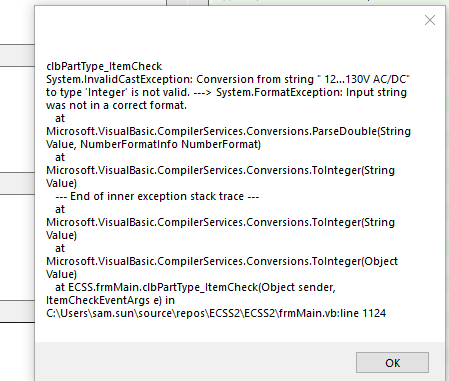 clbPartType_ItemCheck
System.InvalidCastException: Conversion from string " 12...130V AC/DC"
to type 'Integer' is not valid. ---> System.FormatException: Input string
was not in a correct format.
   at
Microsoft.VisualBasic.CompilerServices.Conversions.ParseDouble(String
Value, NumberFormatInfo NumberFormat)
   at
Microsoft.VisualBasic.CompilerServices.Conversions.ToInteger(String
Value)
   --- End of inner exception stack trace ---
   at
Microsoft.VisualBasic.CompilerServices.Conversions.ToInteger(String
Value)
   at
Microsoft.VisualBasic.CompilerServices.Conversions.ToInteger(Object
Value)
   at ECSS.frmMain.clbPartType_ItemCheck(Object sender,
ItemCheckEventArgs e) in
C:\Users\sam.sun\source\repos\ECSS2\ECSS2\frmMain.vb:line 1124
OK